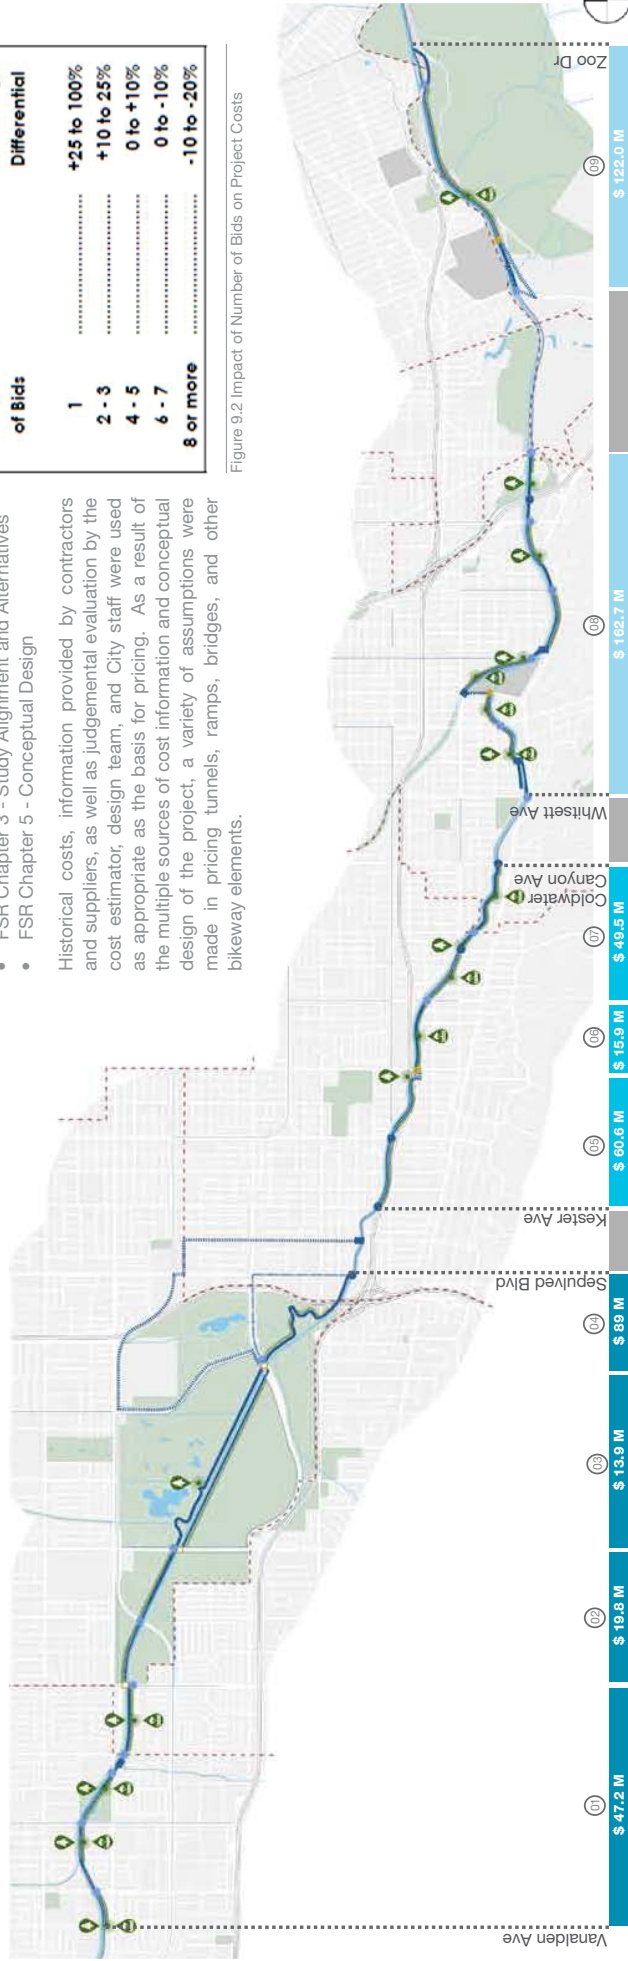 FSR Chapter 3 - Study Alignment and Alternatives
• FSR Chapter 5 - Conceptual Design
Historical costs, information provided by contractors
and suppliers, as well as judgemental evaluation by the
cost estimator, design team, and City staff were used
as appropriate as the basis for pricing. As a result of
the multiple sources of cost information and conceptual
design of the project, a variety of assumptions were
made in pricing tunnels, ramps, bridges, and other
bikeway elements.
of Bids Differential
1 +25 to 100%
2 - 3 +10 to 25%
4 - 5 0 to +10%
6 - 7 0 to -10%
8 or more -10 to -20%
Figure 9.2 Impact of Number of Bids on Project Costs
Vanalden Ave
Sepulved Blvd
Kester Ave
Coldwater
Canyon Ave
Whitsett Ave
Zoo Dr
01
02
03
04
05
06
07
08
09
$ 47.2 M
$ 19.8 M
$ 13.9 M
$ 89 M
$ 60.6 M
$ 15.9 M
$ 49.5 M
$ 162.7 M
$ 122.0 M